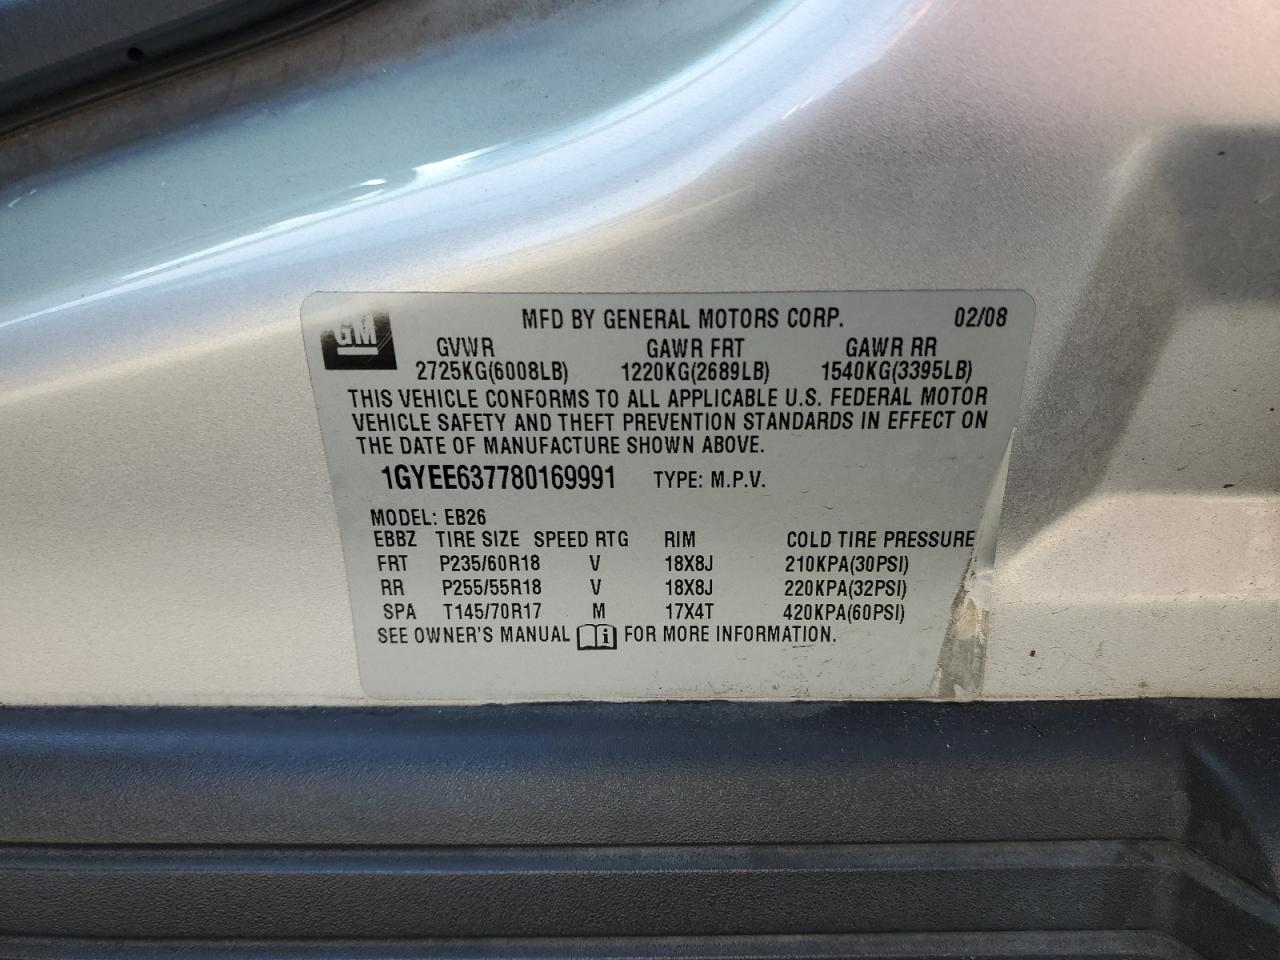 GM
MFD BY GENERAL MOTORS CORP. 02/08
GVWR GAWR FRT GAWR RR
2725KG(6008LB) 1220KG(2689LB) 1540KG(3395LB)
THIS VEHICLE CONFORMS TO ALL APPLICABLE U.S. FEDERAL MOTOR
VEHICLE SAFETY AND THEFT PREVENTION STANDARDS IN EFFECT ON
THE DATE OF MANUFACTURE SHOWN ABOVE.
1GYEE637780169991 TYPE: M.P.V.
MODEL: EB26
EBBZ TIRE SIZE SPEED RTG RIM COLD TIRE PRESSURE
FRT P235/60R18 V 18X8J 210KPA(30PSI)
RR P255/55R18 V 18X8J 220KPA(32PSI)
SPA T145/70R17 M 17X4T 420KPA(60PSI)
SEE OWNER'S MANUAL i FOR MORE INFORMATION.